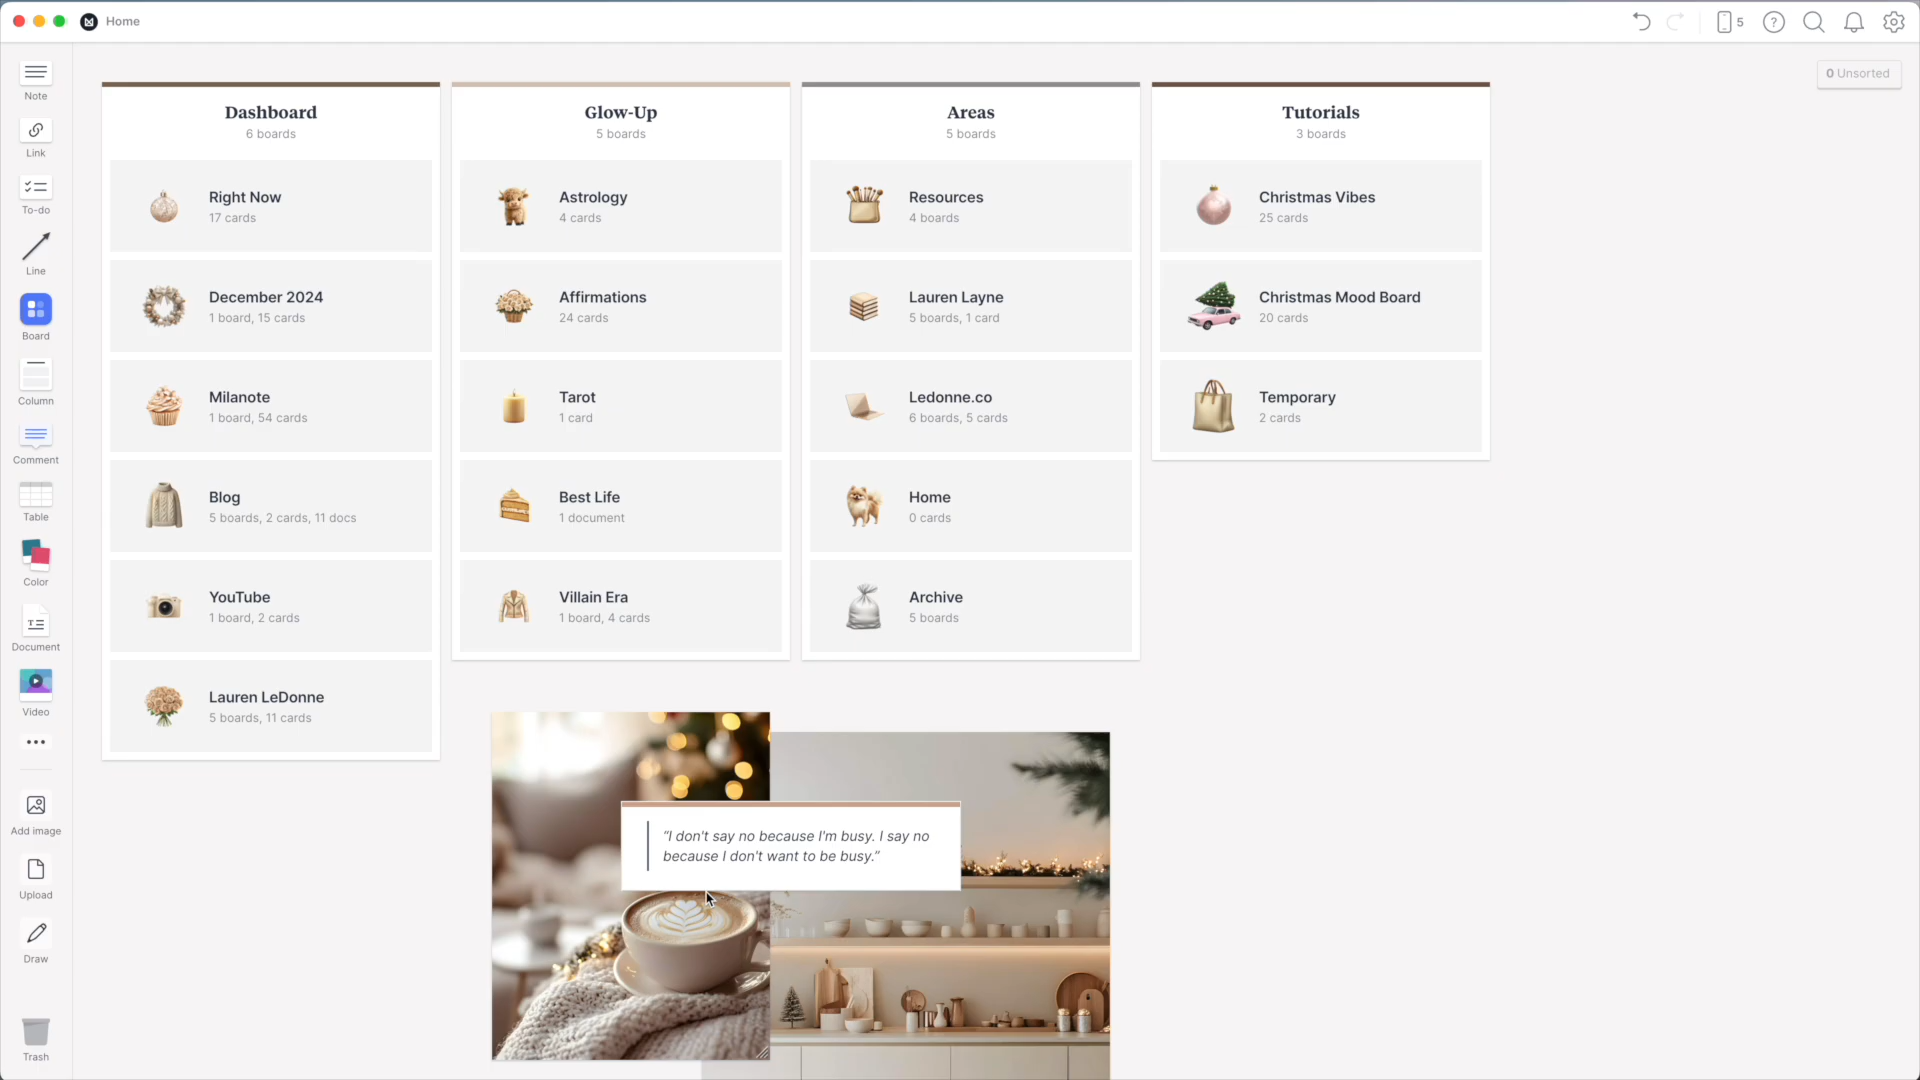 Home
5
0 Unsorted
Note
Link
To-do
Line
Board
Column
Comment
Table
Color
Document
Video
Add image
Upload
Draw
Trash
Dashboard
6 boards
Right Now
17 cards
December 2024
1 board, 15 cards
Milanote
1 board, 54 cards
Blog
5 boards, 2 cards, 11 docs
YouTube
1 board, 2 cards
Lauren LeDonne
5 boards, 11 cards
Glow-Up
5 boards
Astrology
4 cards
Affirmations
24 cards
Tarot
1 card
Best Life
1 document
Villain Era
1 board, 4 cards
Areas
5 boards
Resources
4 boards
Lauren Layne
5 boards, 1 card
Ledonne.co
6 boards, 5 cards
Home
0 cards
Archive
5 boards
Tutorials
3 boards
Christmas Vibes
25 cards
Christmas Mood Board
20 cards
Temporary
2 cards
“I don't say no because I'm busy. I say no
because I don't want to be busy.”